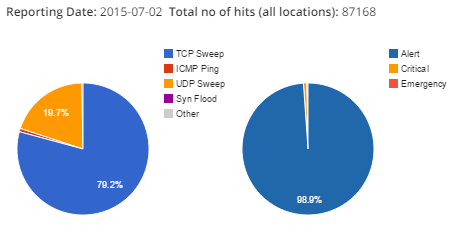 Reporting Date: 2015-07-02 Total no of hits (all locations): 87168
TCP Sweep
ICMP Ping
UDP Sweep
Syn Flood
Other
19.7%
79.2%
Alert
Critical
Emergency
98.9%